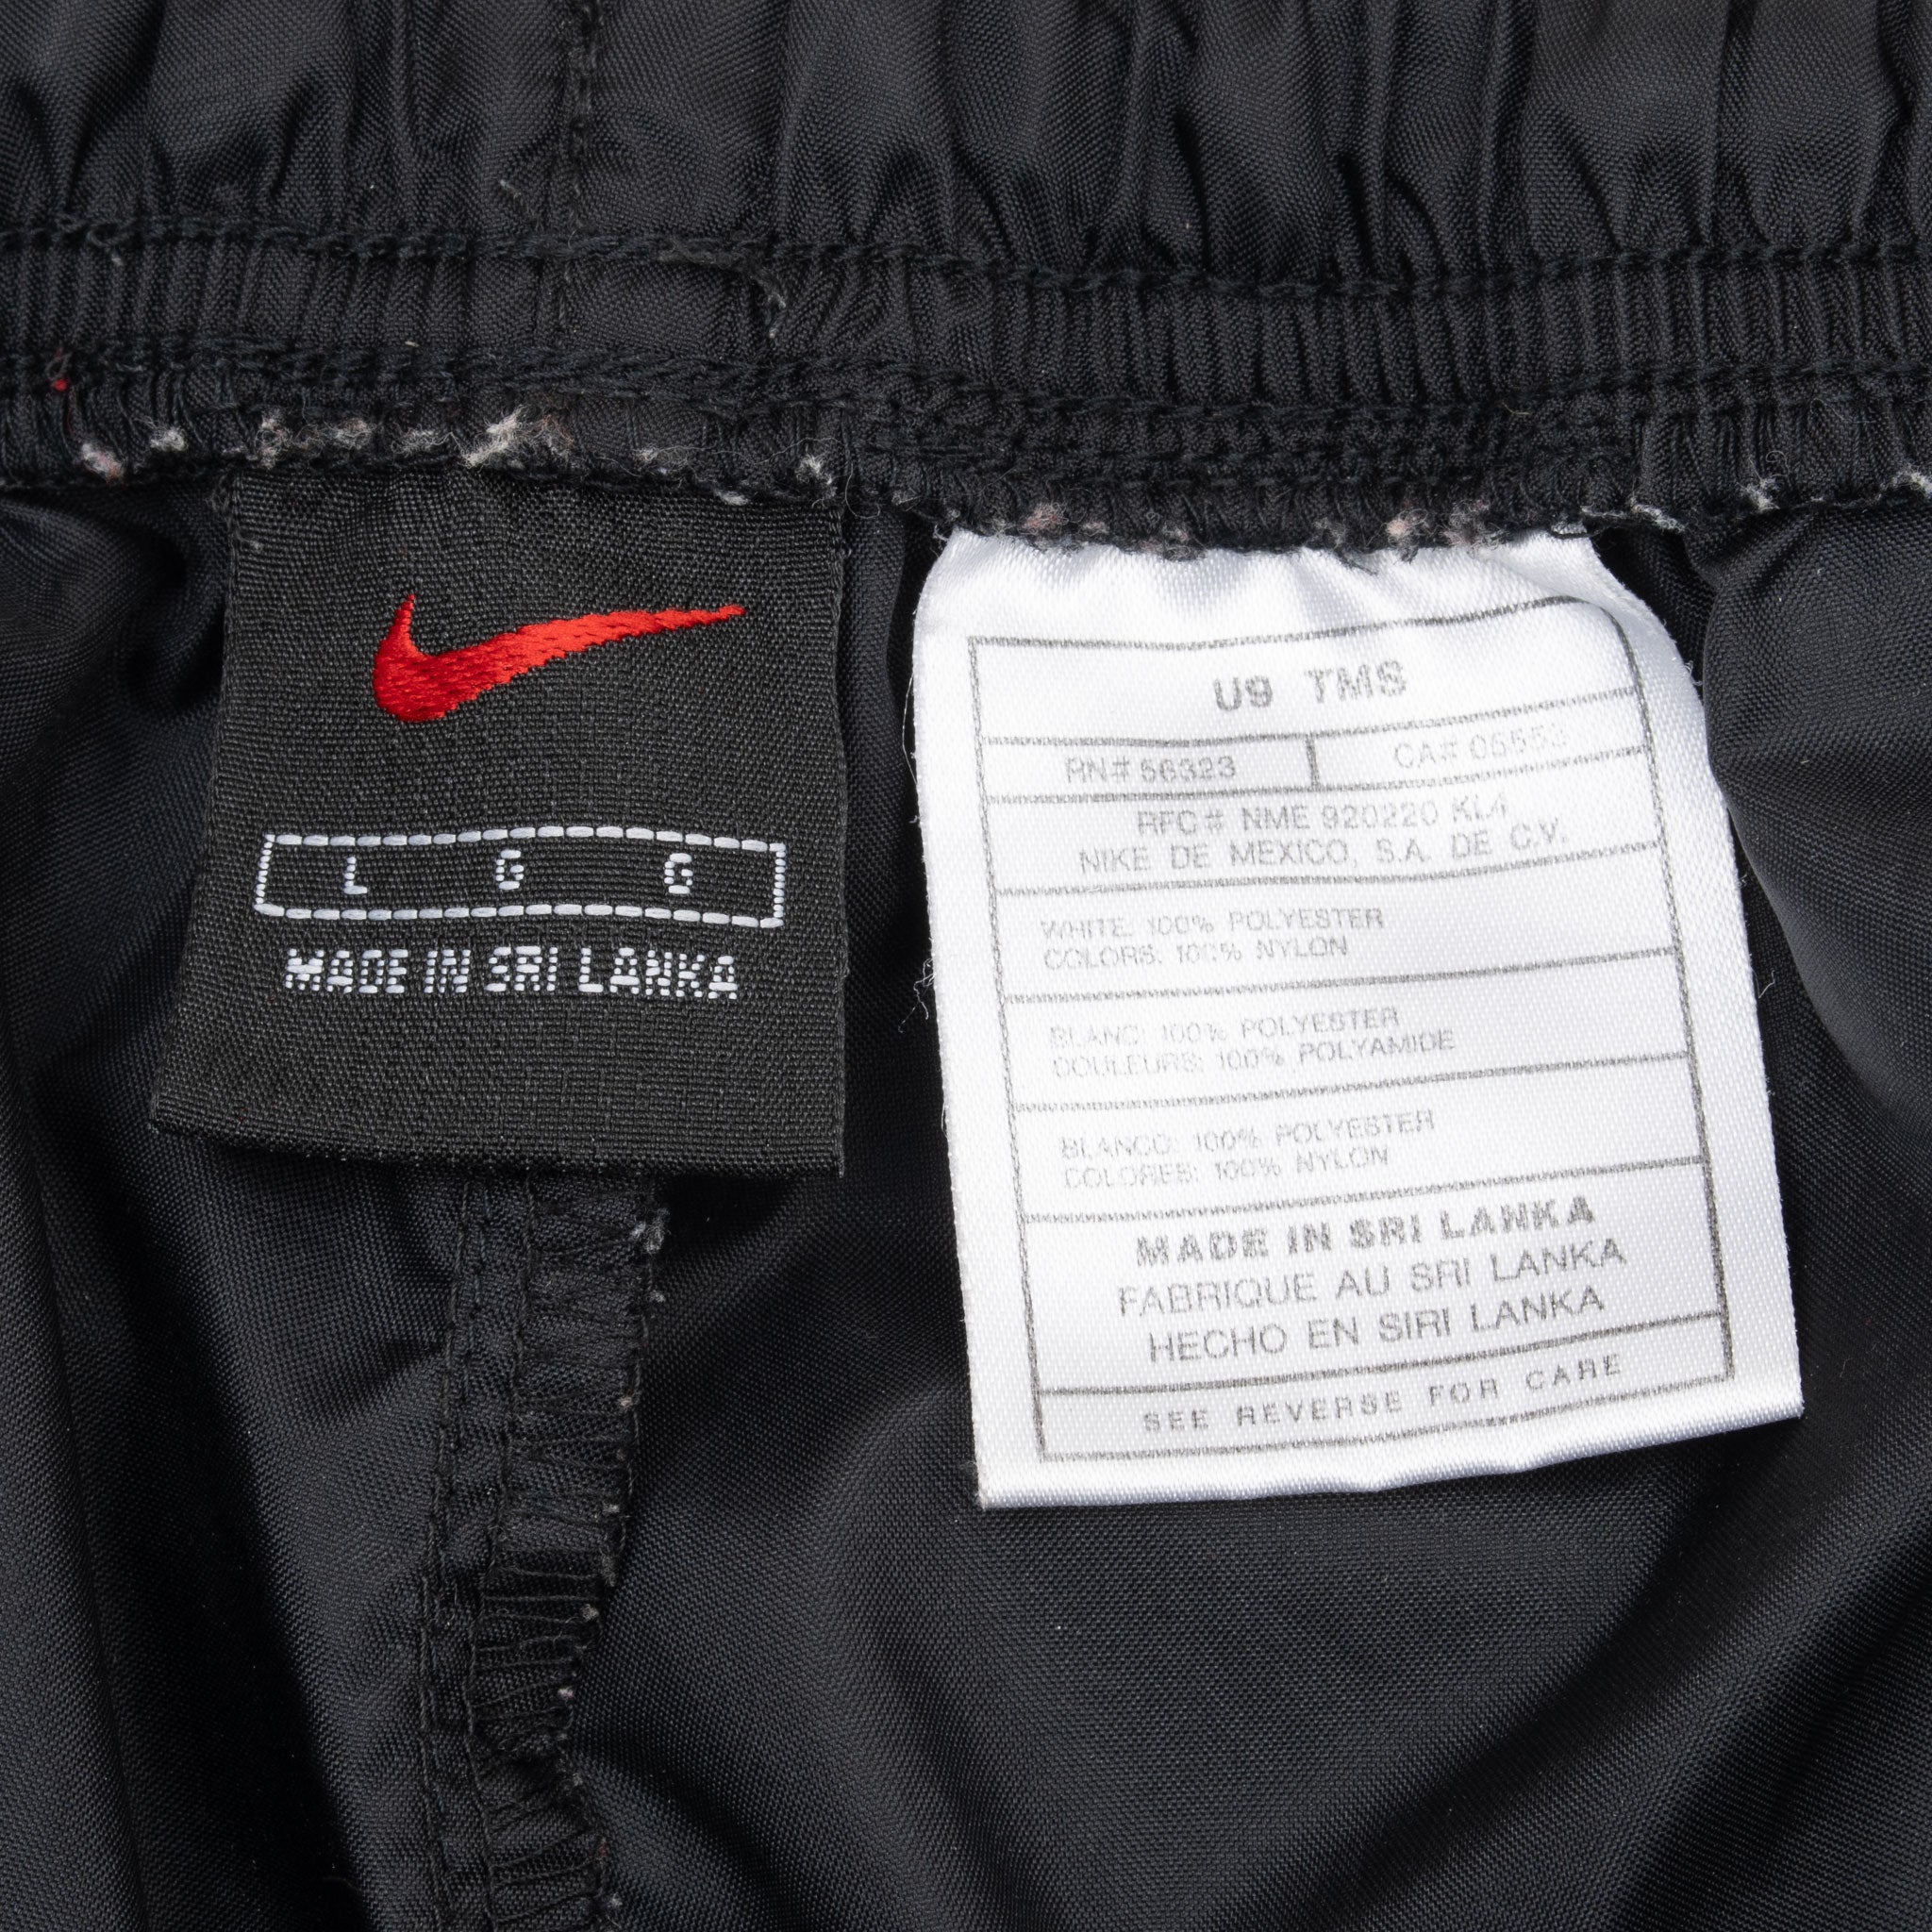 L G G
MADE IN SRI LANKA
U9 TMS
RN# 56323
CA# 05553
RFC# NME 920220 KL4
NIKE DE MEXICO, S.A. DE C.V.
WHITE: 100% POLYESTER
COLORS: 100% NYLON
BLANC: 100% POLYESTER
COULEURS: 100% POLYAMIDE
BLANCO: 100% POLYESTER
COLORES: 100% NYLON
MADE IN SRI LANKA
FABRIQUE AU SRI LANKA
HECHO EN SIRI LANKA
SEE REVERSE FOR CARE